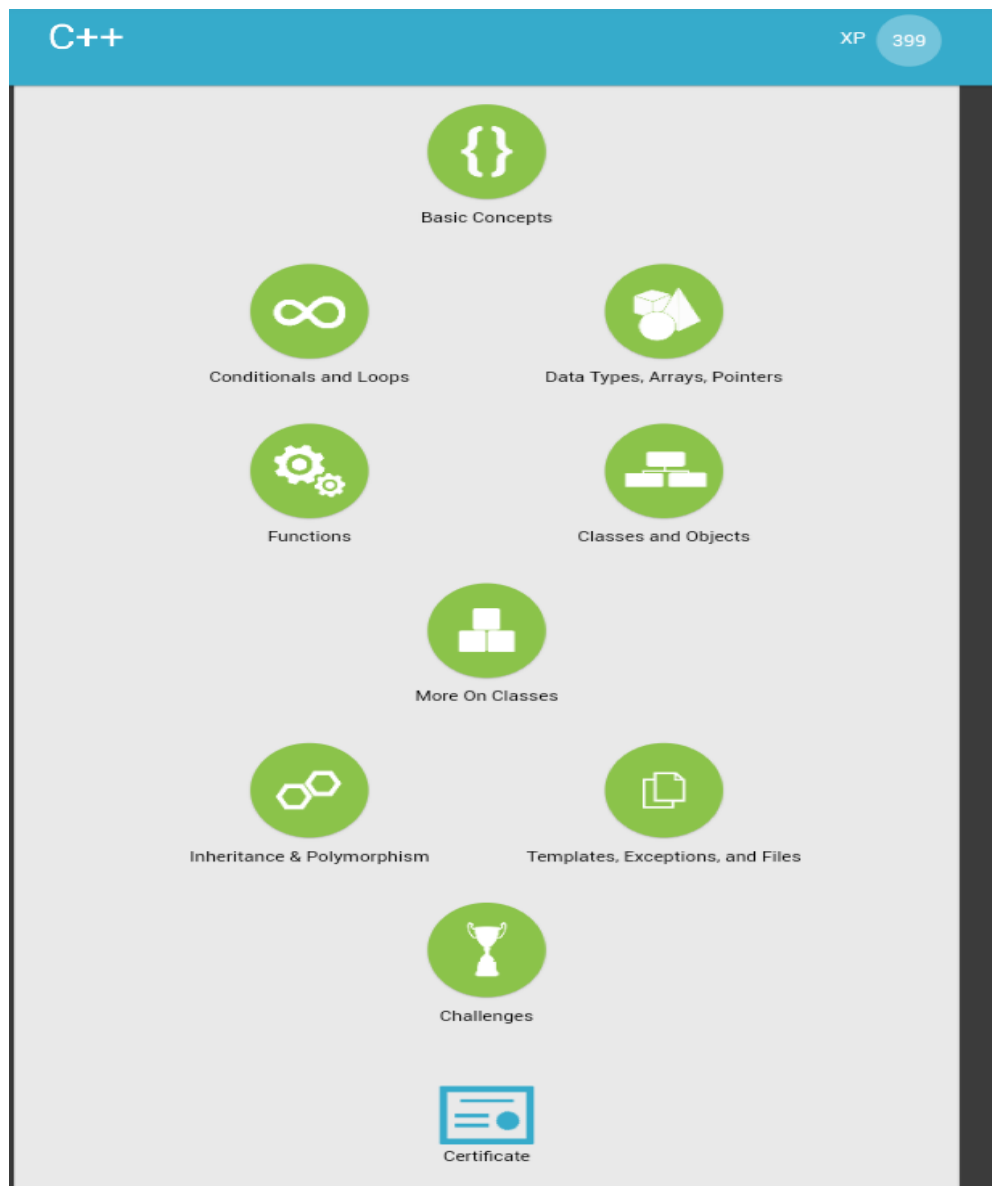 C++
XP 399
Basic Concepts
Conditionals and Loops
Data Types, Arrays, Pointers
Functions
Classes and Objects
More On Classes
Inheritance & Polymorphism
Templates, Exceptions, and Files
Challenges
Certificate